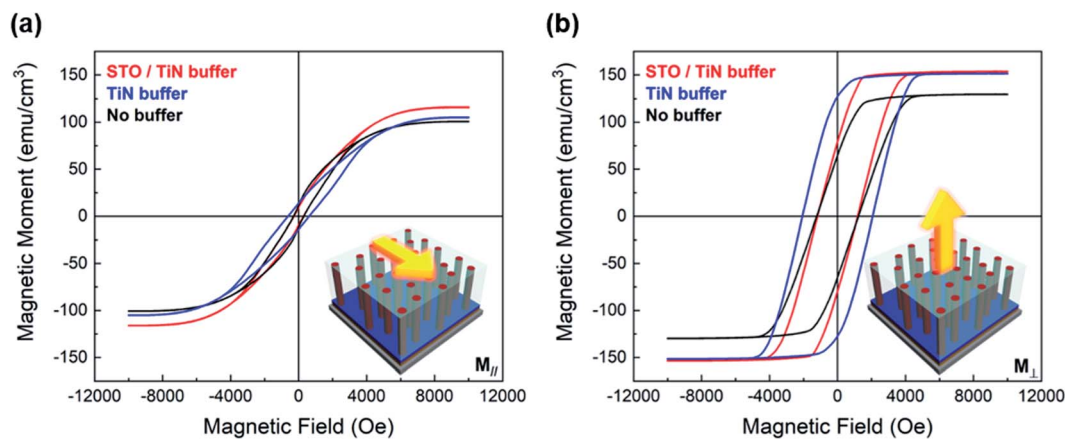 (a)
STO / TiN buffer
TiN buffer
No buffer
150
100
50
0
-50
-100
-150
Magnetic Moment (emu/cm³)
M//
-12000 -8000 -4000 0 4000 8000 12000
Magnetic Field (Oe)
(b)
STO / TiN buffer
TiN buffer
No buffer
150
100
50
0
-50
-100
-150
Magnetic Moment (emu/cm³)
M⊥
-12000 -8000 -4000 0 4000 8000 12000
Magnetic Field (Oe)